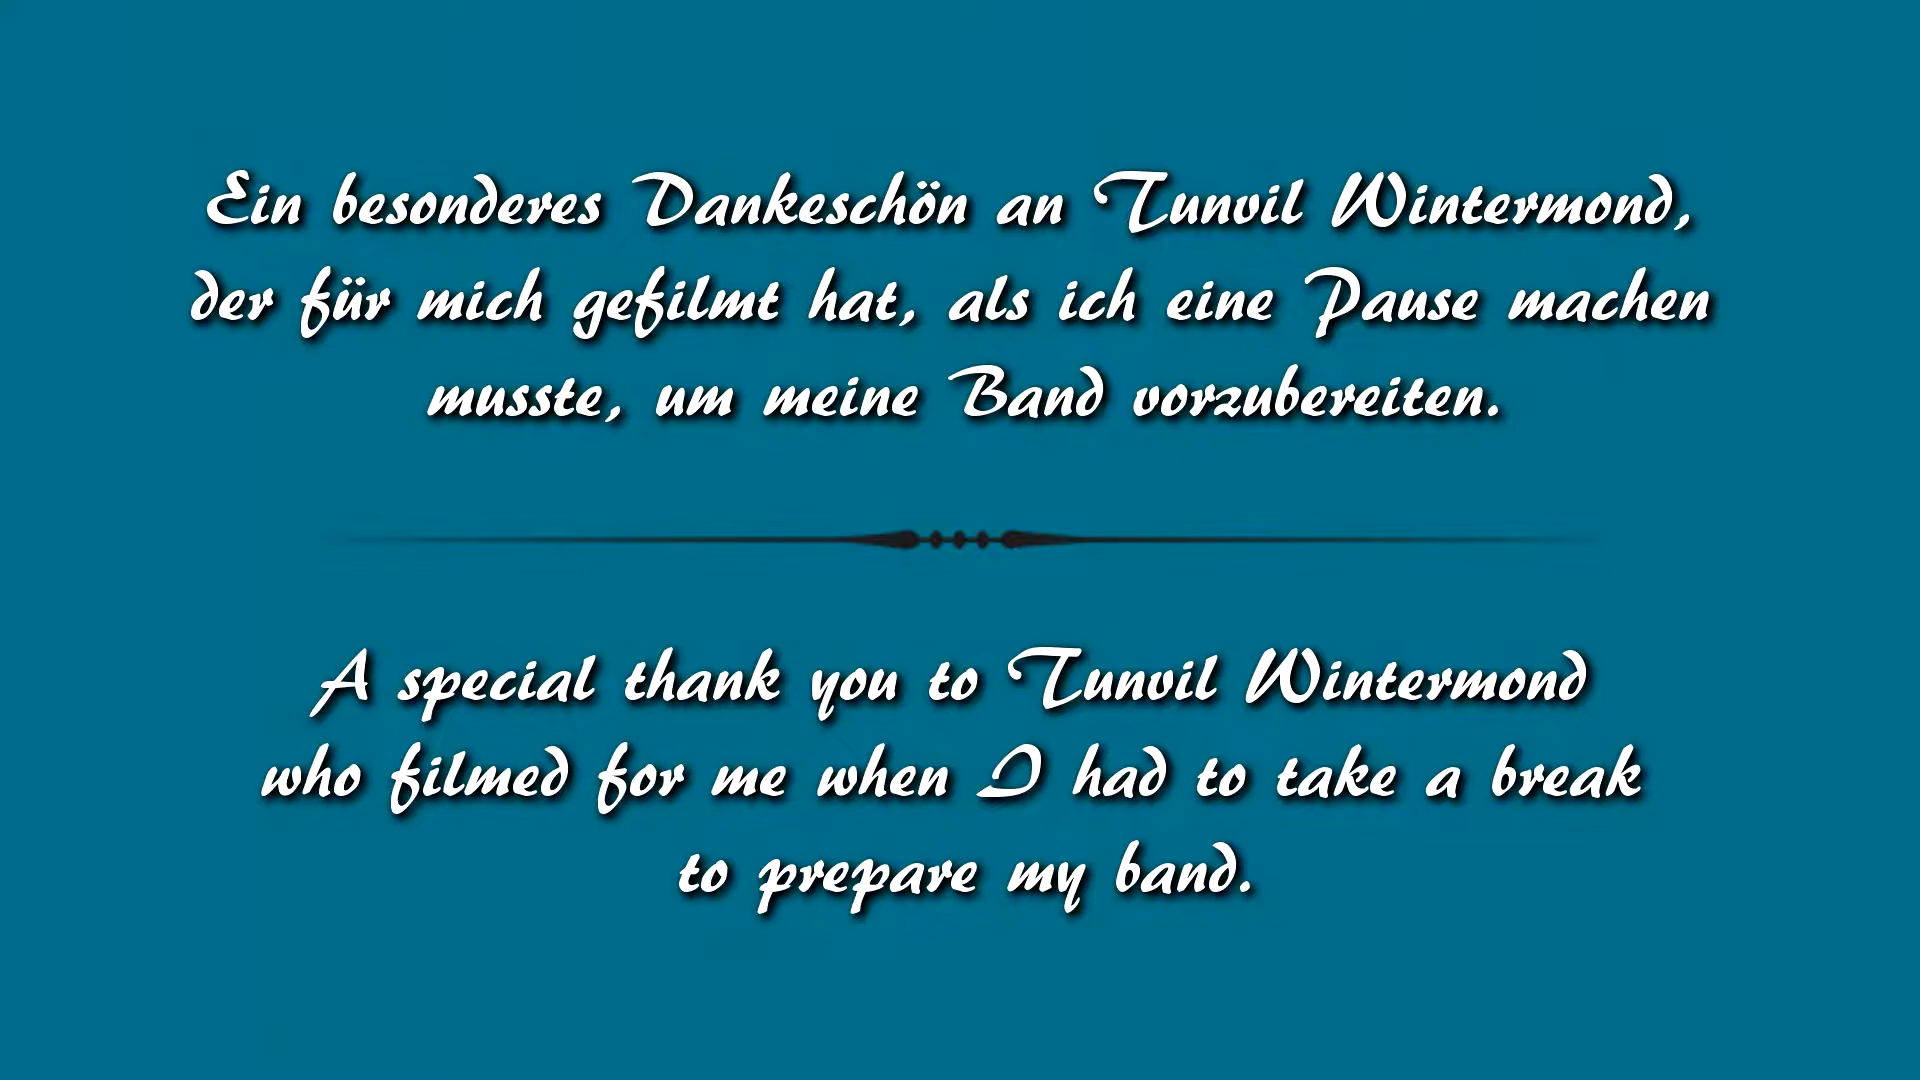 Ein besonderes Dankeschön an Tunvil Wintermond,
der für mich gefilmt hat, als ich eine Pause machen
musste, um meine Band vorzubereiten.
A special thank you to Tunvil Wintermond
who filmed for me when I had to take a break
to prepare my band.